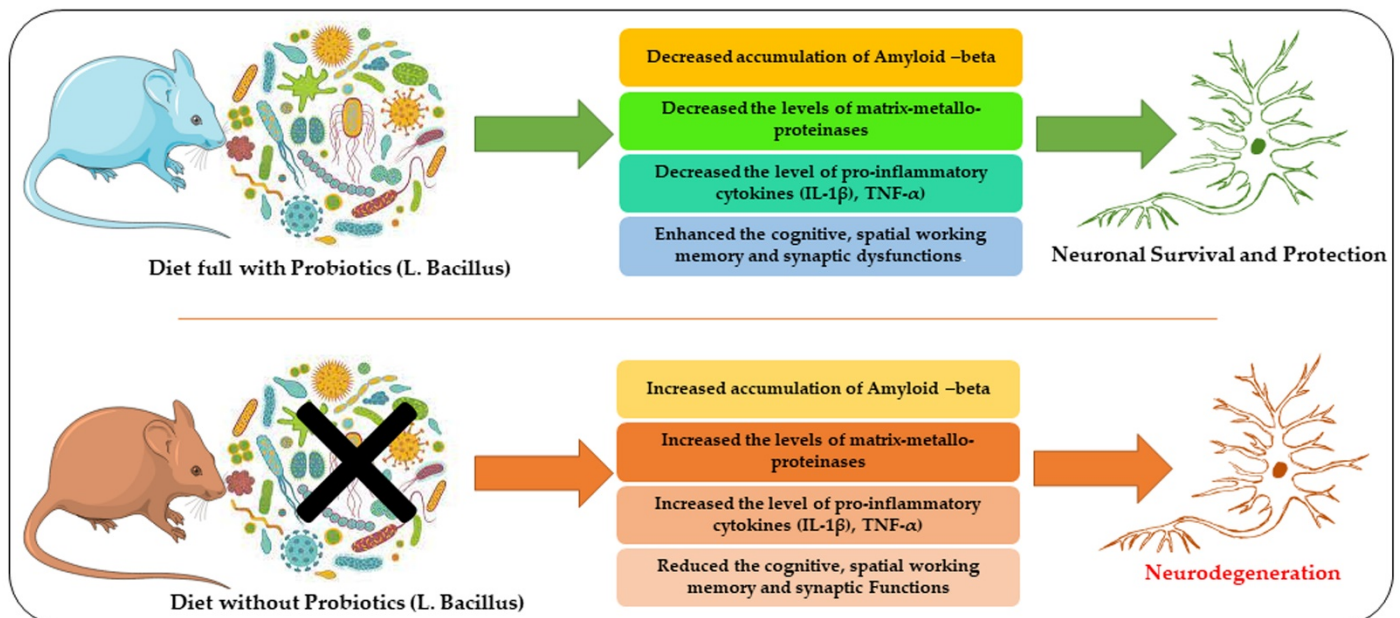 Decreased accumulation of Amyloid –beta
Decreased the levels of matrix-metallo-
proteinases
Decreased the level of pro-inflammatory
cytokines (IL-1β), TNF-α)
Enhanced the cognitive, spatial working
memory and synaptic dysfunctions
Diet full with Probiotics (L. Bacillus)
Neuronal Survival and Protection
Increased accumulation of Amyloid –beta
Increased the levels of matrix-metallo-
proteinases
Increased the level of pro-inflammatory
cytokines (IL-1β), TNF-α)
Reduced the cognitive, spatial working
memory and synaptic Functions
Diet without Probiotics (L. Bacillus)
Neurodegeneration